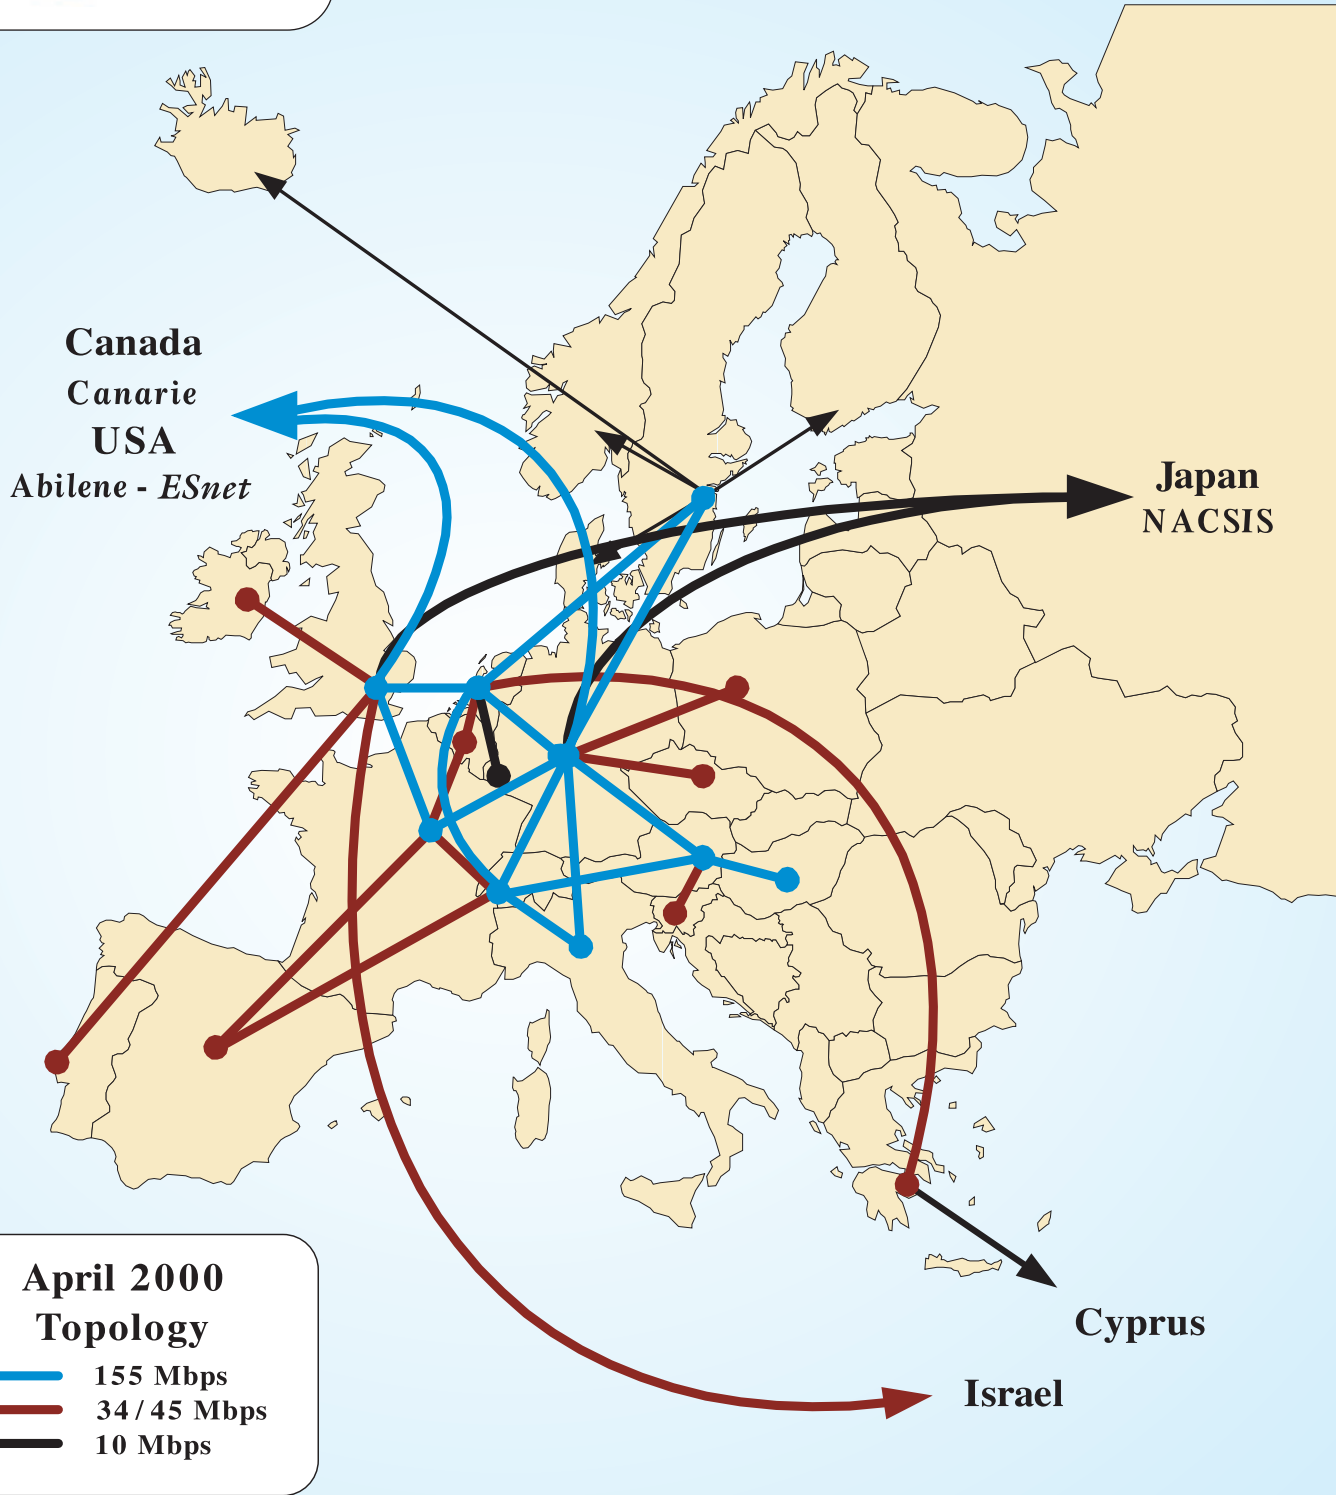 Canada
Canarie
USA
Abilene - ESnet
Japan
NACSIS
April 2000
Topology
155 Mbps
34/45 Mbps
10 Mbps
Cyprus
Israel